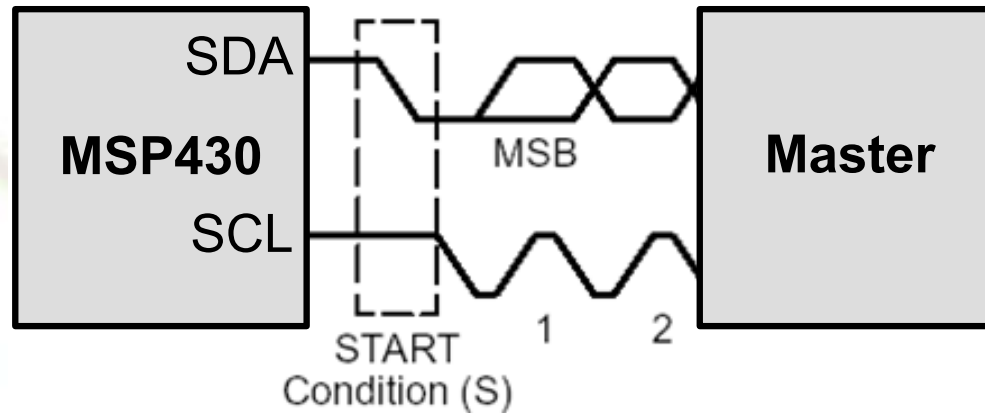 SDA
MSP430
SCL
MSB
Master
1
2
START
Condition (S)